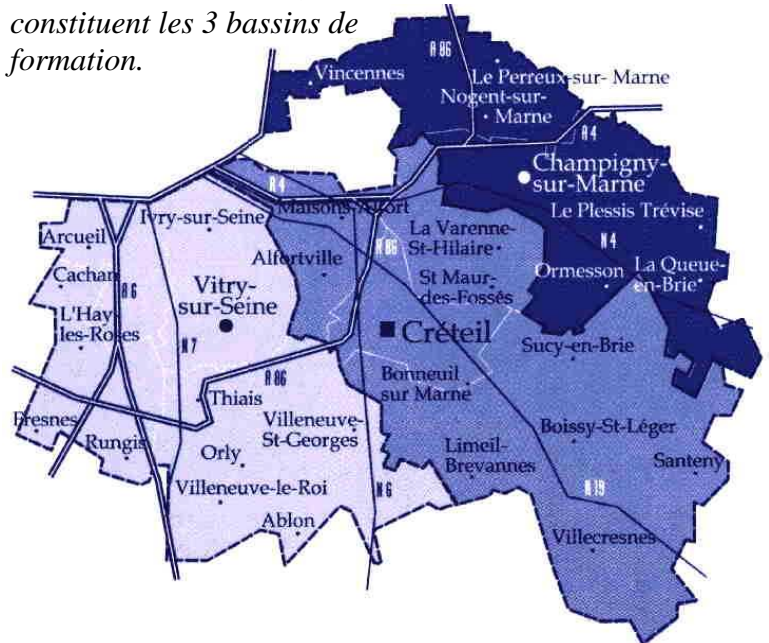 constituent les 3 bassins de
formation.
A 86
Vincennes
Le Perreux-sur- Marne
Nogent-sur-
Marne
A 4
Champigny-
sur-Marne
A 4
Ivry-sur-Seine
Maisons-Alfort
La Varenne-
St-Hilaire
Le Plessis Trévise
N 4
Arcueil
A 86
Cachan
Alfortville
Ormesson
La Queue-
en-Brie
A 6
Vitry-
sur-Seine
St Maur-
des-Fossés
L'Hay
les-Roses
Créteil
N 7
Sucy-en-Brie
A 86
Bonneuil
sur Marne
Thiais
Fresnes
Villeneuve-
St-Georges
Boissy-St-Léger
Rungis
Orly
Limeil-
Brevannes
Santeny
Villeneuve-le-Roi
N 6
N 19
Ablon
Villecresnes